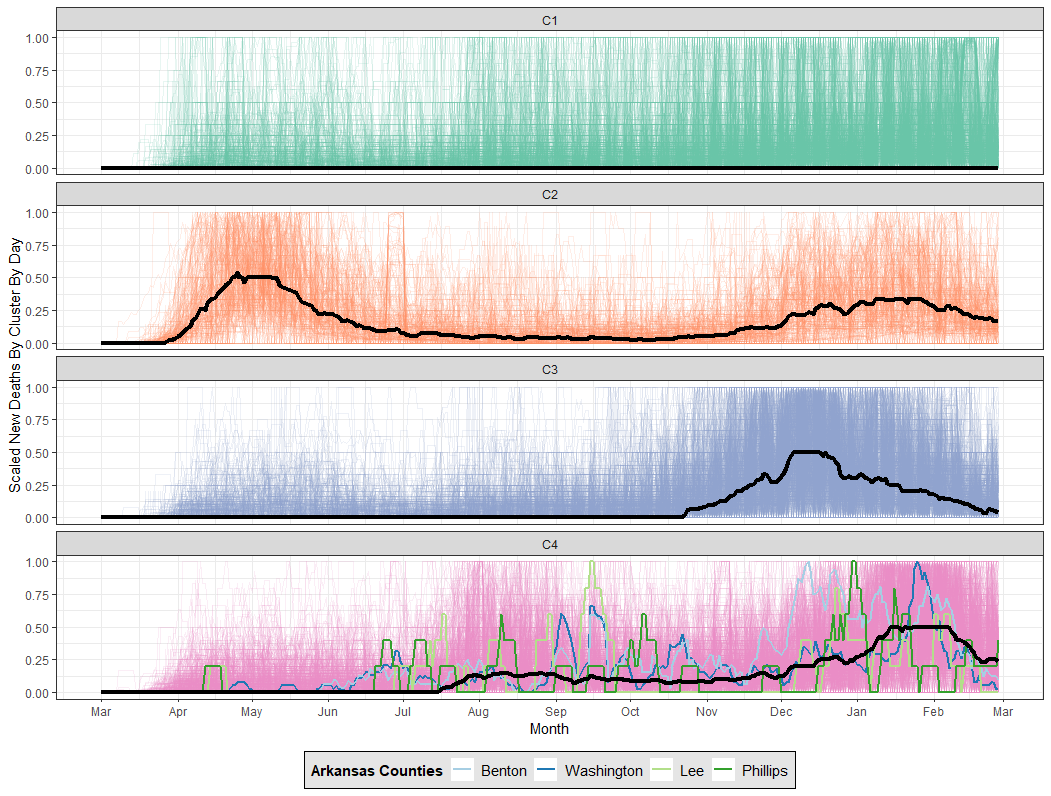 C1
1.00
0.75
0.50
0.25
0.00
C2
1.00
0.75
0.50
0.25
0.00
C3
1.00
0.75
0.50
0.25
0.00
C4
1.00
0.75
0.50
0.25
0.00
Scaled New Deaths By Cluster By Day
Mar Apr May Jun Jul Aug Sep Oct Nov Dec Jan Feb Mar
Month
Arkansas Counties Benton Washington Lee Phillips